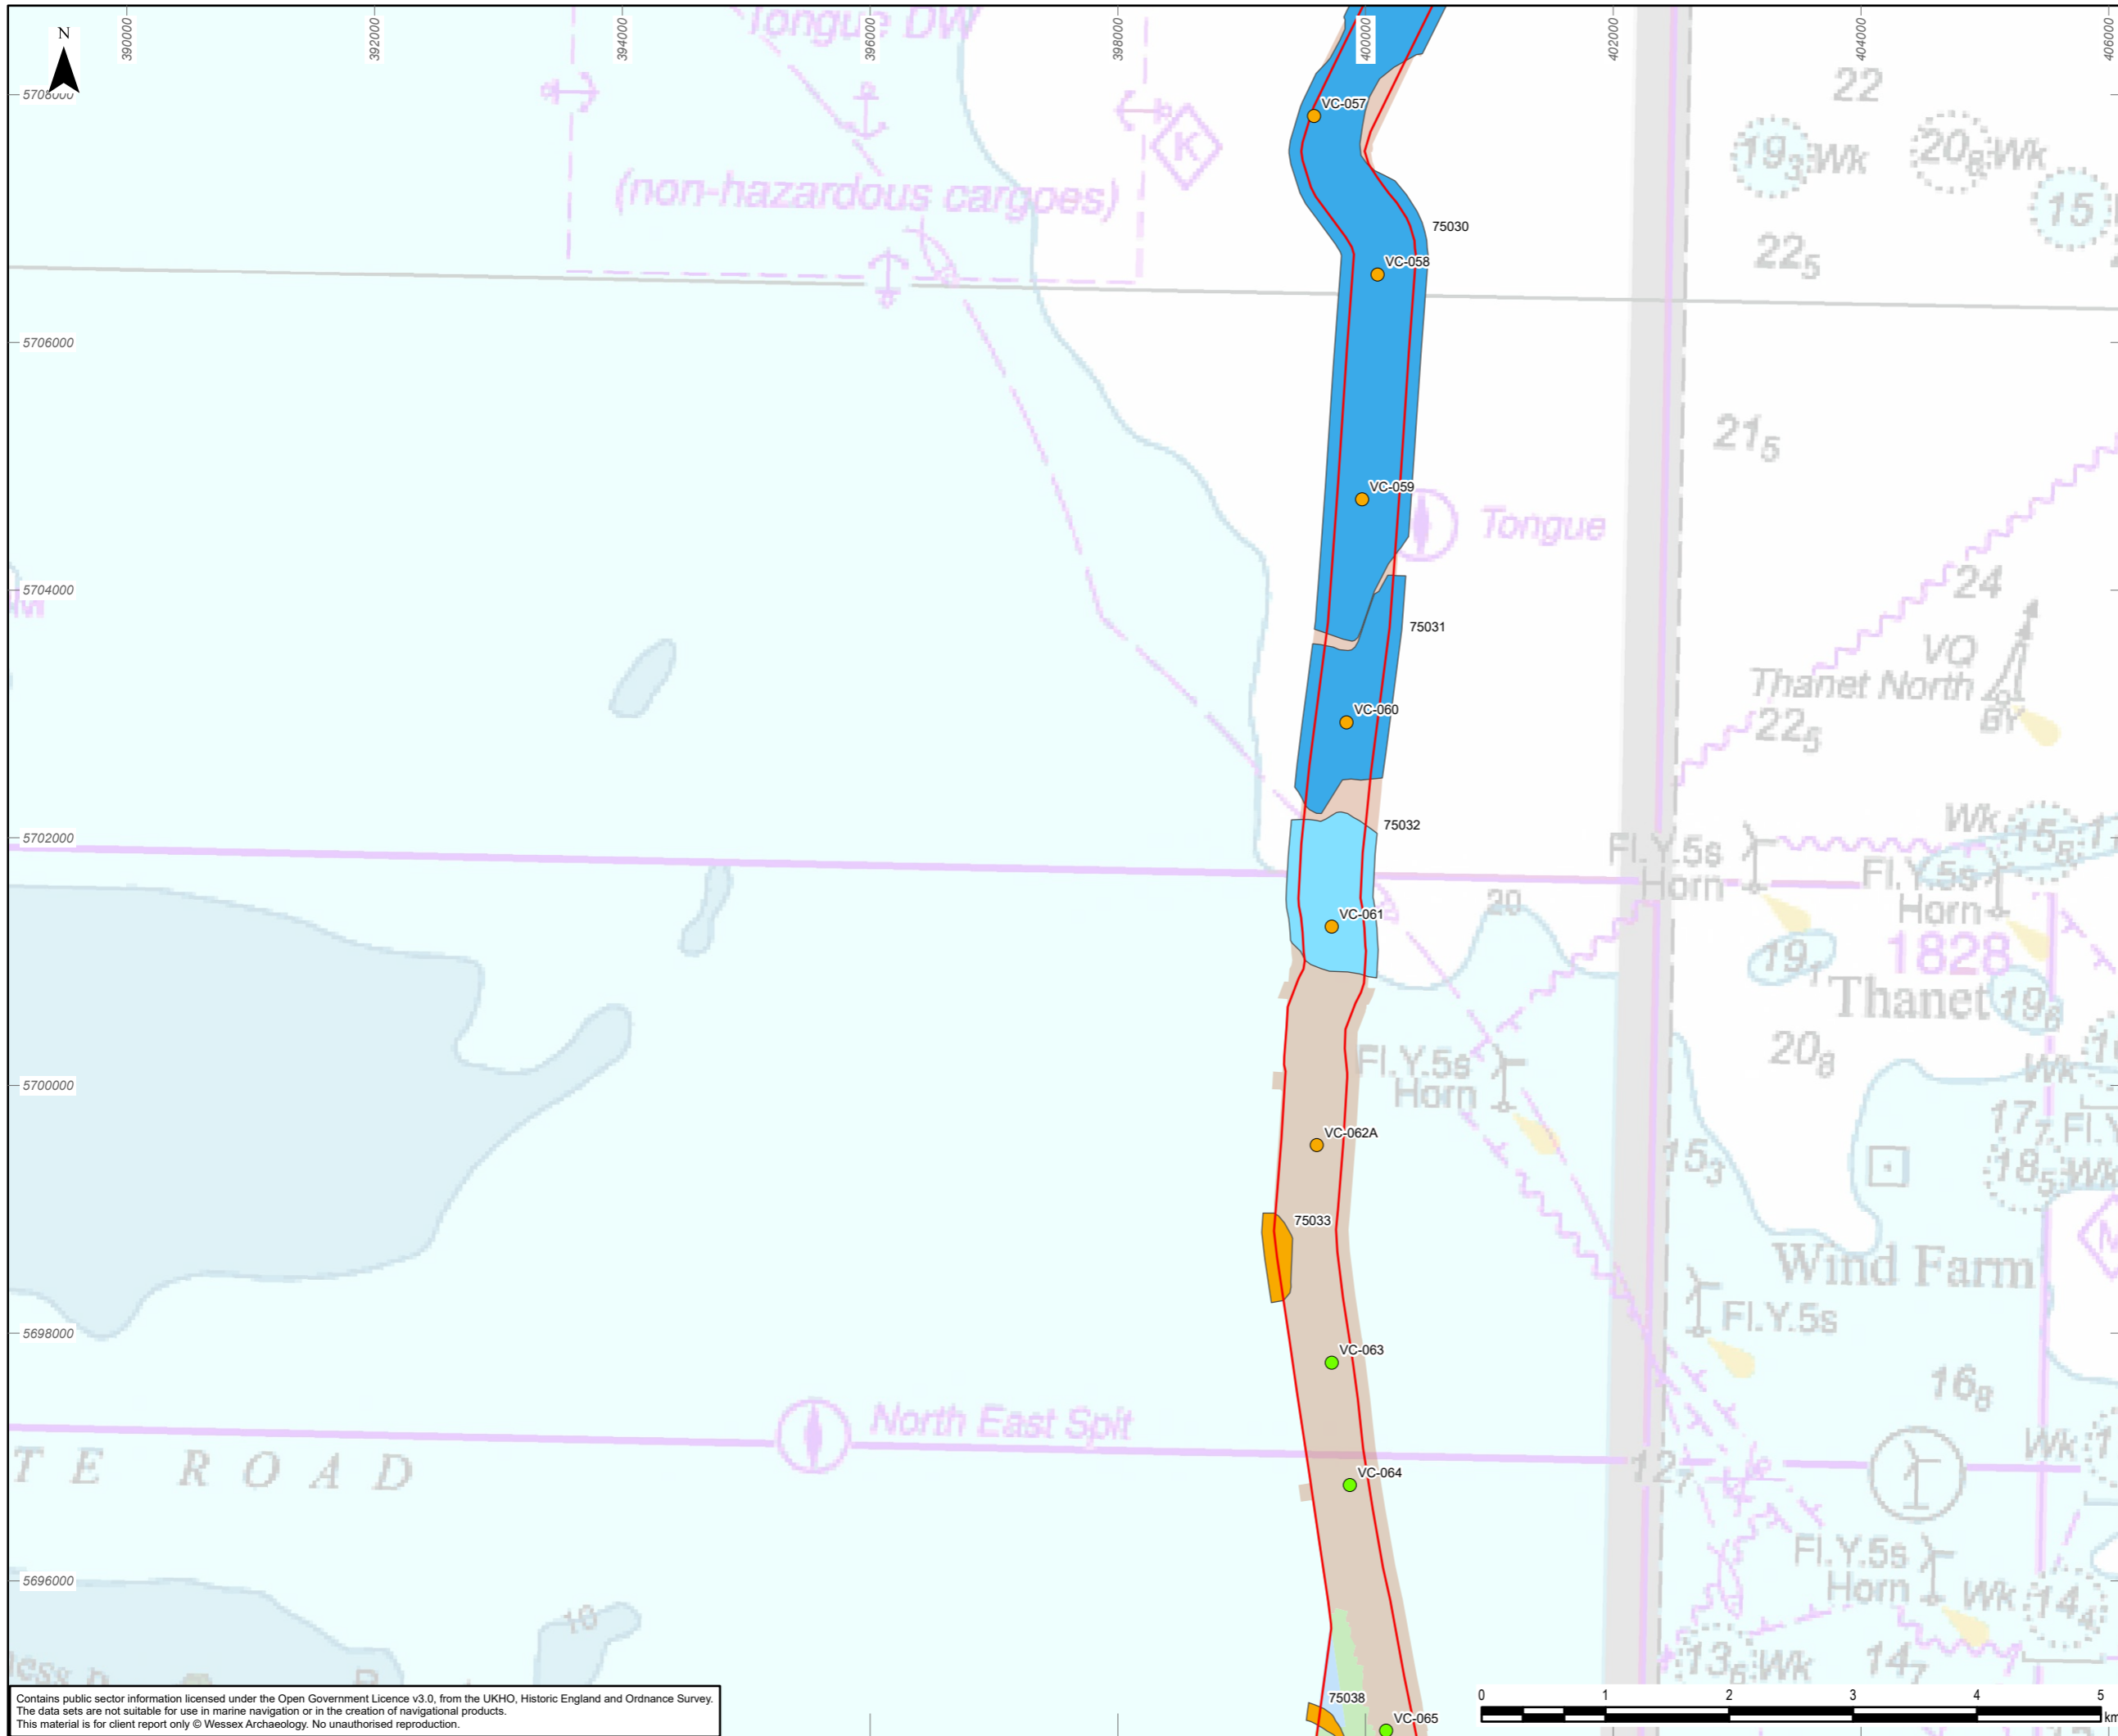 390000
392000
394000
396000
398000
400000
402000
404000
406000
N
Tongue DW
5708000
VC-057
22
K
19₃ Wk
20₈ Wk
(non-hazardous cargoes)
15
75030
22₅
VC-058
5706000
21₅
VC-059
Tongue
24
5704000
75031
VQ
Thanet North
BY
22₅
VC-060
5702000
75032
Wk 15₅
Fl.Y.5s
Horn
Fl.Y.5s
Horn
VC-061
20
1828
19₁
Thanet
19₆
20₈
5700000
Fl.Y.5s
Horn
Wk
17₇
VC-062A
15₃
18₅ Wk
75033
Wind Farm
5698000
Fl.Y.5s
VC-063
16₈
North East Spit
Wk
TE ROAD
VC-064
12₇
Fl.Y.5s
Horn
5696000
Wk 14₄
10
13₆ Wk
14₇
75038
VC-065
0 1 2 3 4 5
km
Contains public sector information licensed under the Open Government Licence v3.0, from the UKHO, Historic England and Ordnance Survey.
The data sets are not suitable for use in marine navigation or in the creation of navigational products.
This material is for client report only © Wessex Archaeology. No unauthorised reproduction.